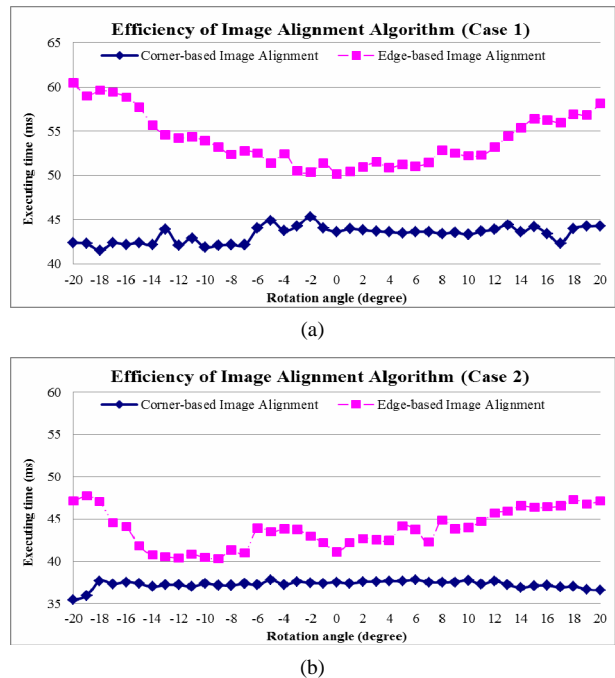 Efficiency of Image Alignment Algorithm (Case 1)
Corner-based Image Alignment
Edge-based Image Alignment
Executing time (ms)
65
60
55
50
45
40
-20 -18 -16 -14 -12 -10 -8 -6 -4 -2 0 2 4 6 8 10 12 14 16 18 20
Rotation angle (degree)
(a)
Efficiency of Image Alignment Algorithm (Case 2)
Corner-based Image Alignment
Edge-based Image Alignment
Executing time (ms)
60
55
50
45
40
35
-20 -18 -16 -14 -12 -10 -8 -6 -4 -2 0 2 4 6 8 10 12 14 16 18 20
Rotation angle (degree)
(b)